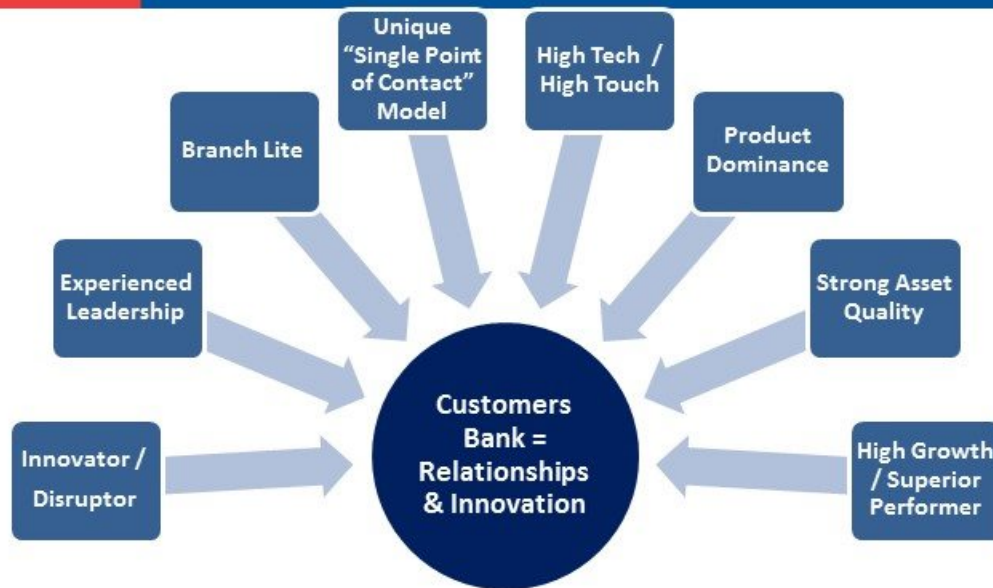 Unique
“Single Point
of Contact”
Model
High Tech /
High Touch
Branch Lite
Product
Dominance
Experienced
Leadership
Strong Asset
Quality
Innovator /
Disruptor
Customers
Bank =
Relationships
& Innovation
High Growth
/ Superior
Performer